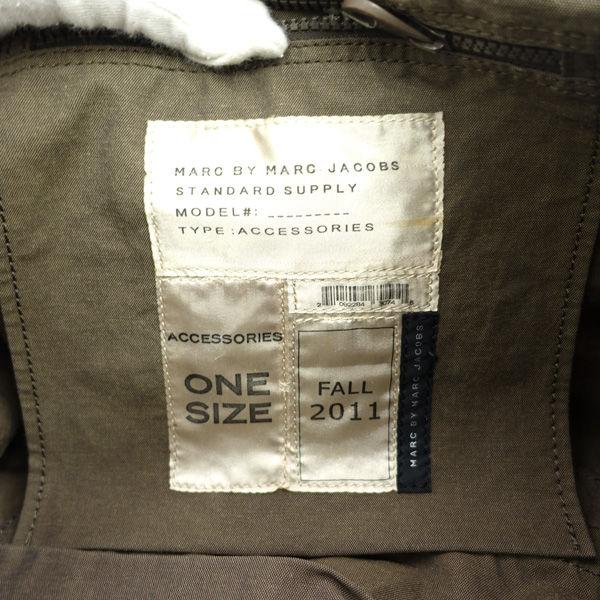 MARC BY MARC JACOBS
STANDARD SUPPLY
MODEL#: _________
TYPE:ACCESSORIES
ACCESSORIES
ONE
SIZE
FALL
2011
MARC BY MARC JACOBS